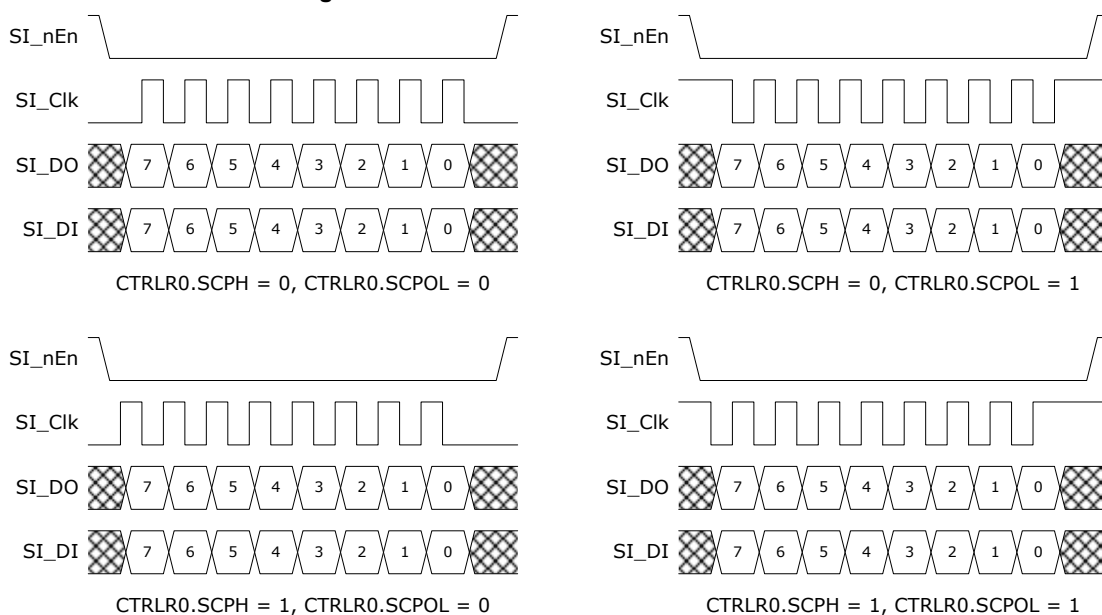 SI_nEn
SI_Clk
SI_DO 7 6 5 4 3 2 1 0
SI_DI 7 6 5 4 3 2 1 0
CTRLR0.SCPH = 0, CTRLR0.SCPOL = 0
SI_nEn
SI_Clk
SI_DO 7 6 5 4 3 2 1 0
SI_DI 7 6 5 4 3 2 1 0
CTRLR0.SCPH = 0, CTRLR0.SCPOL = 1
SI_nEn
SI_Clk
SI_DO 7 6 5 4 3 2 1 0
SI_DI 7 6 5 4 3 2 1 0
CTRLR0.SCPH = 1, CTRLR0.SCPOL = 0
SI_nEn
SI_Clk
SI_DO 7 6 5 4 3 2 1 0
SI_DI 7 6 5 4 3 2 1 0
CTRLR0.SCPH = 1, CTRLR0.SCPOL = 1